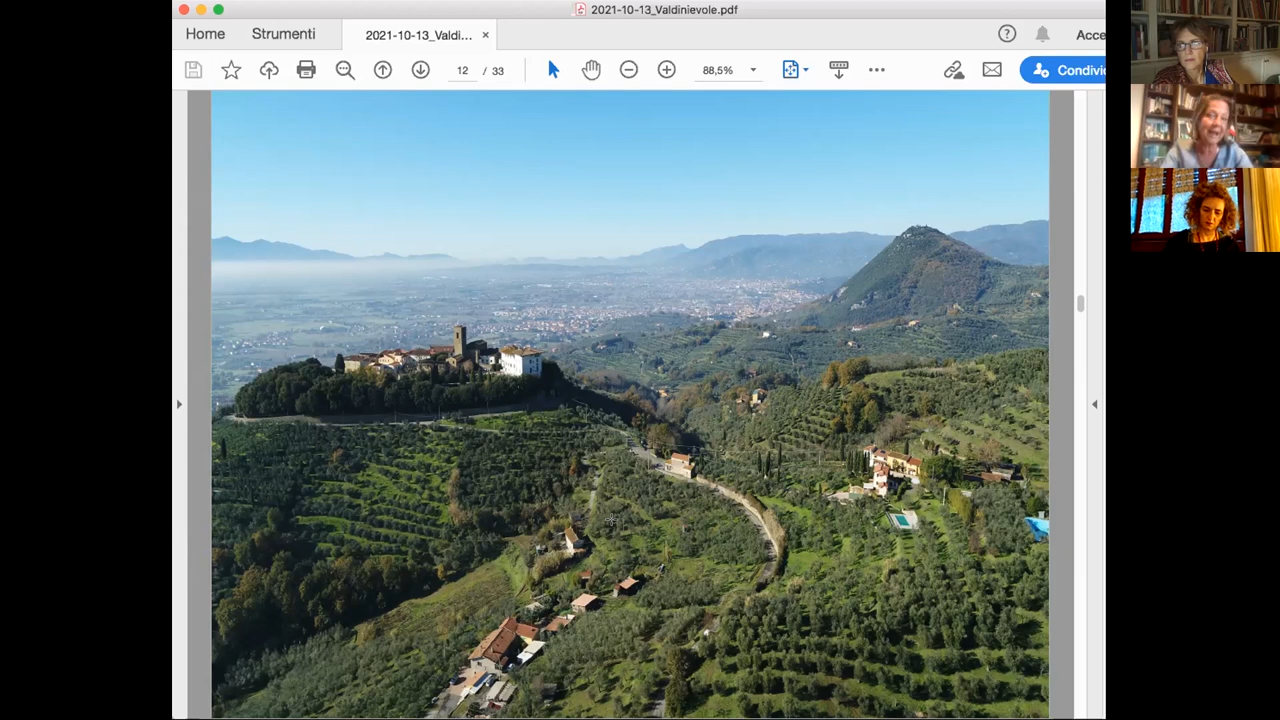 2021-10-13_Valdinievole.pdf
Home Strumenti 2021-10-13_Valdi... × Acce
12 / 33 88,5% Condivi